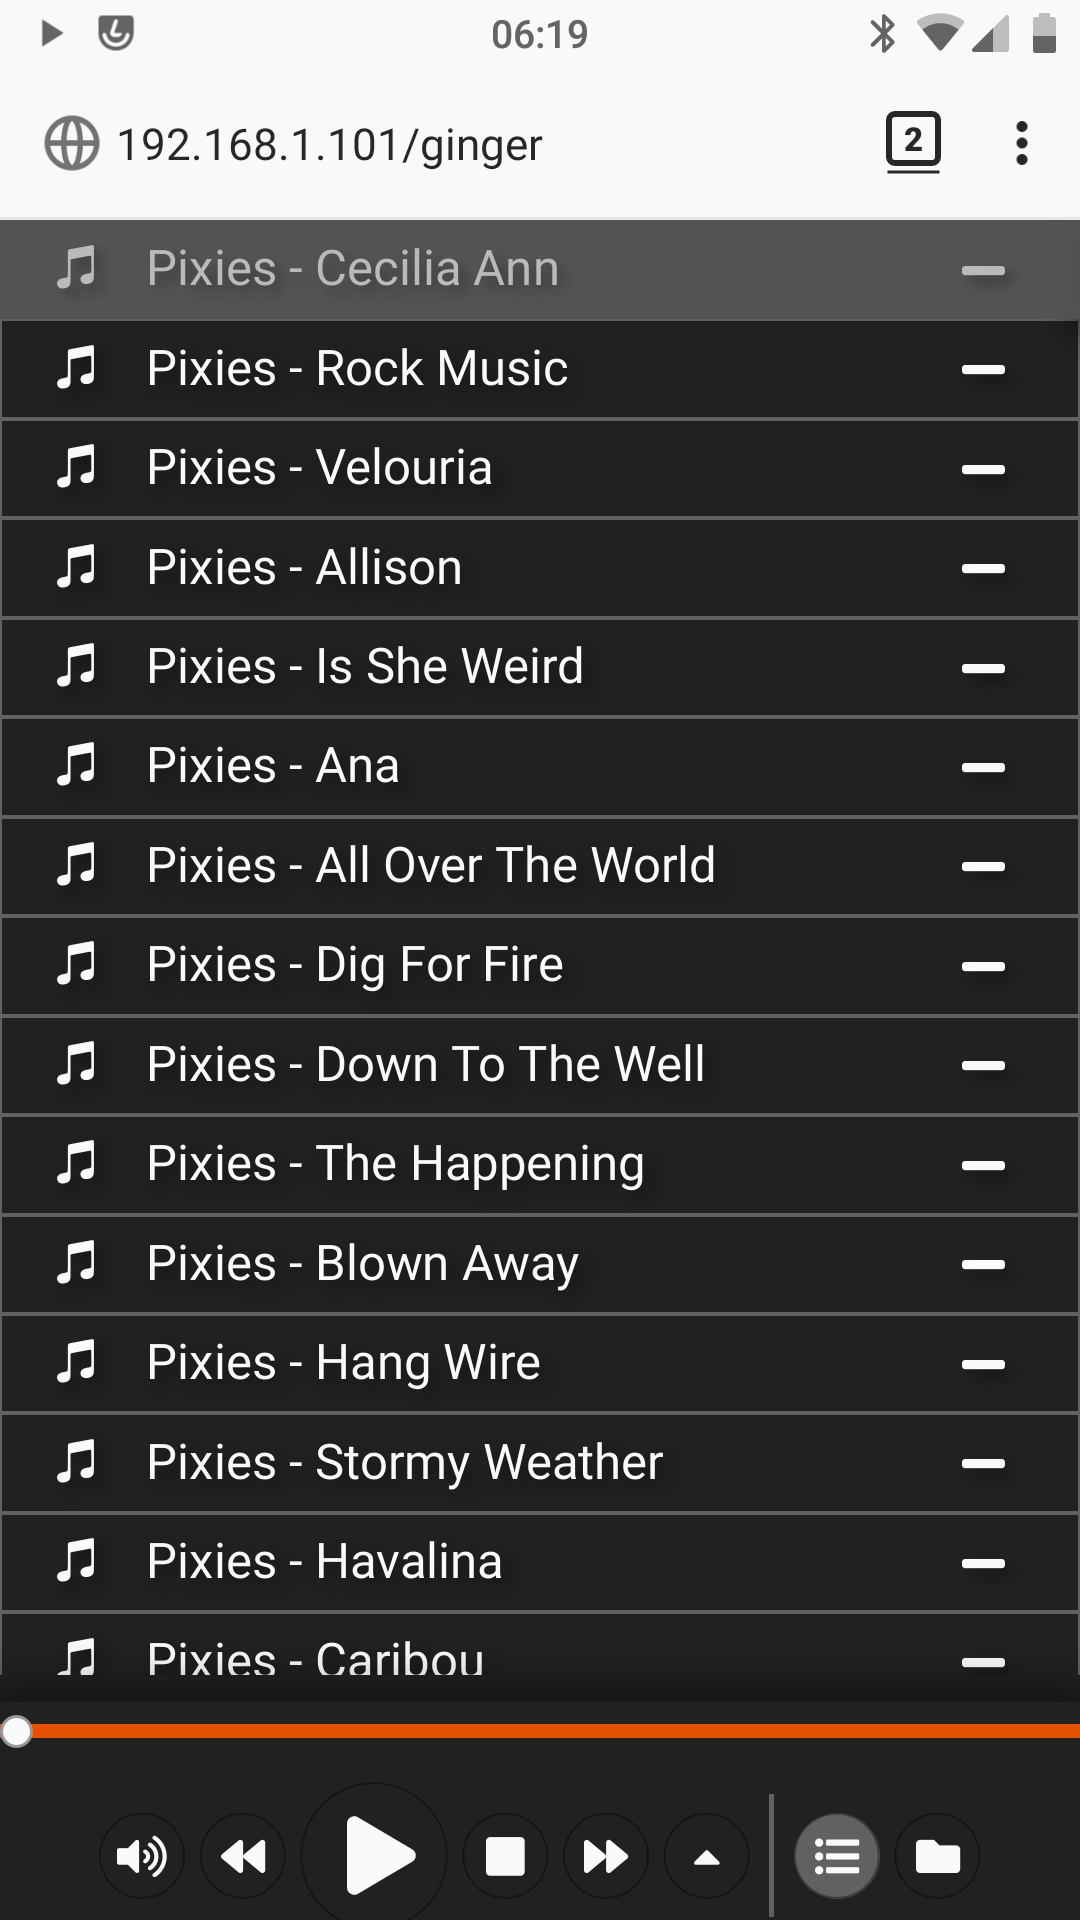 06:19
192.168.1.101/ginger
2
Pixies - Cecilia Ann
Pixies - Rock Music
Pixies - Velouria
Pixies - Allison
Pixies - Is She Weird
Pixies - Ana
Pixies - All Over The World
Pixies - Dig For Fire
Pixies - Down To The Well
Pixies - The Happening
Pixies - Blown Away
Pixies - Hang Wire
Pixies - Stormy Weather
Pixies - Havalina
Pixies - Caribou